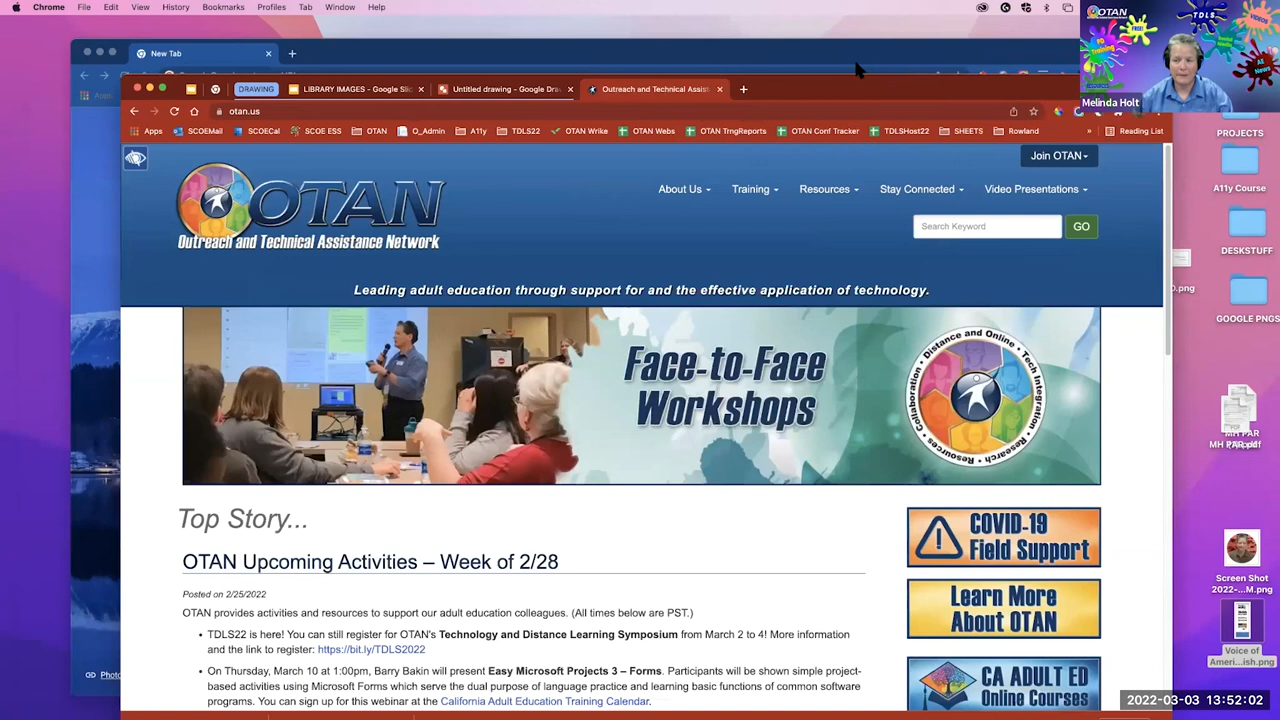 Chrome File Edit View History Bookmarks Profiles Tab Window Help
OTAN FREE! TDLS VIDEOS
PD Training
All News
Melinda Holt
New Tab
DRAWING LIBRARY IMAGES - Google Slid Untitled drawing - Google Dra Outreach and Technical Assist
otan.us
Apps SCOEMail SCOECal SCOE ESS OTAN O_Admin A11y TDLS22 OTAN Wrike OTAN Webs OTAN TrngReports OTAN Conf Tracker TDLSHost22 SHEETS Rowland » Reading List
Join OTAN
OTAN
Outreach and Technical Assistance Network
About Us Training Resources Stay Connected Video Presentations
Search Keyword GO
Leading adult education through support for and the effective application of technology.
Face-to-Face
Workshops
Distance and Online • Tech Integration • Research • Resources • Collaboration
Top Story...
OTAN Upcoming Activities – Week of 2/28
Posted on 2/25/2022
OTAN provides activities and resources to support our adult education colleagues. (All times below are PST.)
• TDLS22 is here! You can still register for OTAN's Technology and Distance Learning Symposium from March 2 to 4! More information
and the link to register: https://bit.ly/TDLS2022
• On Thursday, March 10 at 1:00pm, Barry Bakin will present Easy Microsoft Projects 3 – Forms. Participants will be shown simple project-
based activities using Microsoft Forms which serve the dual purpose of language practice and learning basic functions of common software
programs. You can sign up for this webinar at the California Adult Education Training Calendar.
COVID-19
Field Support
Learn More
About OTAN
CA ADULT ED
Online Courses
Photo
PROJECTS
A11y Course
DESKSTUFF
GOOGLE PNGS
MH PAR
Screen Shot
2022-...M.png
Voice of
Ameri...ish.png
2022-03-03 13:52:02